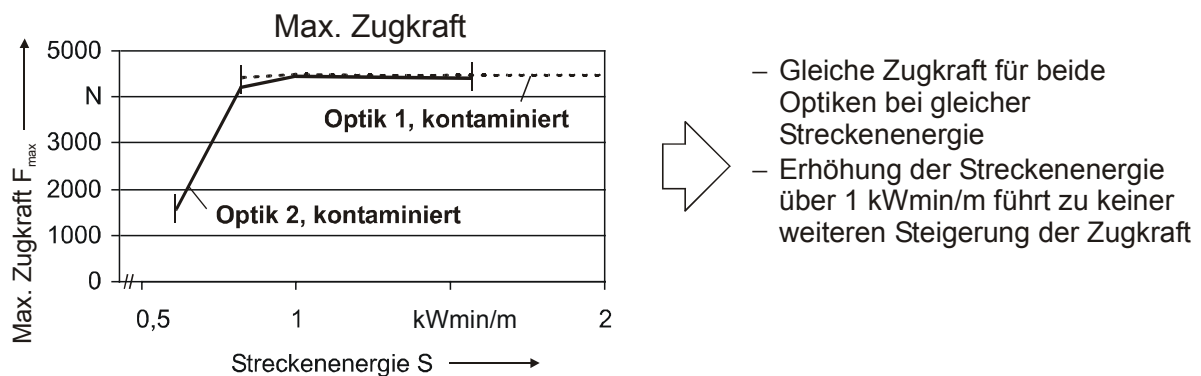 Max. Zugkraft
Max. Zugkraft Fmax
5000
N
3000
2000
1000
0
Optik 1, kontaminiert
Optik 2, kontaminiert
0,5
1
kWmin/m
2
Streckenenergie S
– Gleiche Zugkraft für beide
Optiken bei gleicher
Streckenenergie
– Erhöhung der Streckenenergie
über 1 kWmin/m führt zu keiner
weiteren Steigerung der Zugkraft